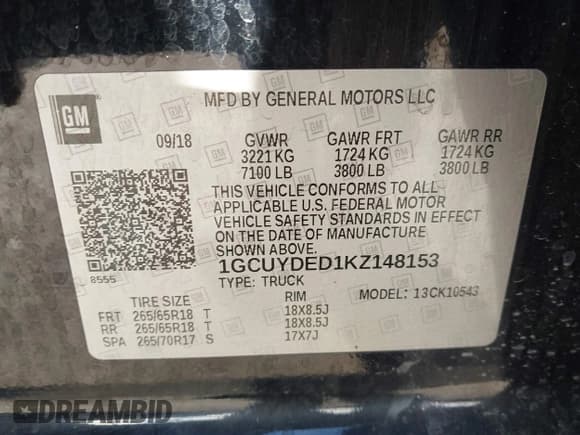 GM
MFD BY GENERAL MOTORS LLC
09/18 GVWR GAWR FRT GAWR RR
3221 KG 1724 KG 1724 KG
7100 LB 3800 LB 3800 LB
THIS VEHICLE CONFORMS TO ALL
APPLICABLE U.S. FEDERAL MOTOR
VEHICLE SAFETY STANDARDS IN EFFECT
ON THE DATE OF MANUFACTURE
SHOWN ABOVE.
8555
1GCUYDED1KZ148153
TYPE: TRUCK MODEL: 13CK10543
TIRE SIZE RIM
FRT 265/65R18 T 18X8.5J
RR 265/65R18 T 18X8.5J
SPA 265/70R17 S 17X7J
DREAMBID